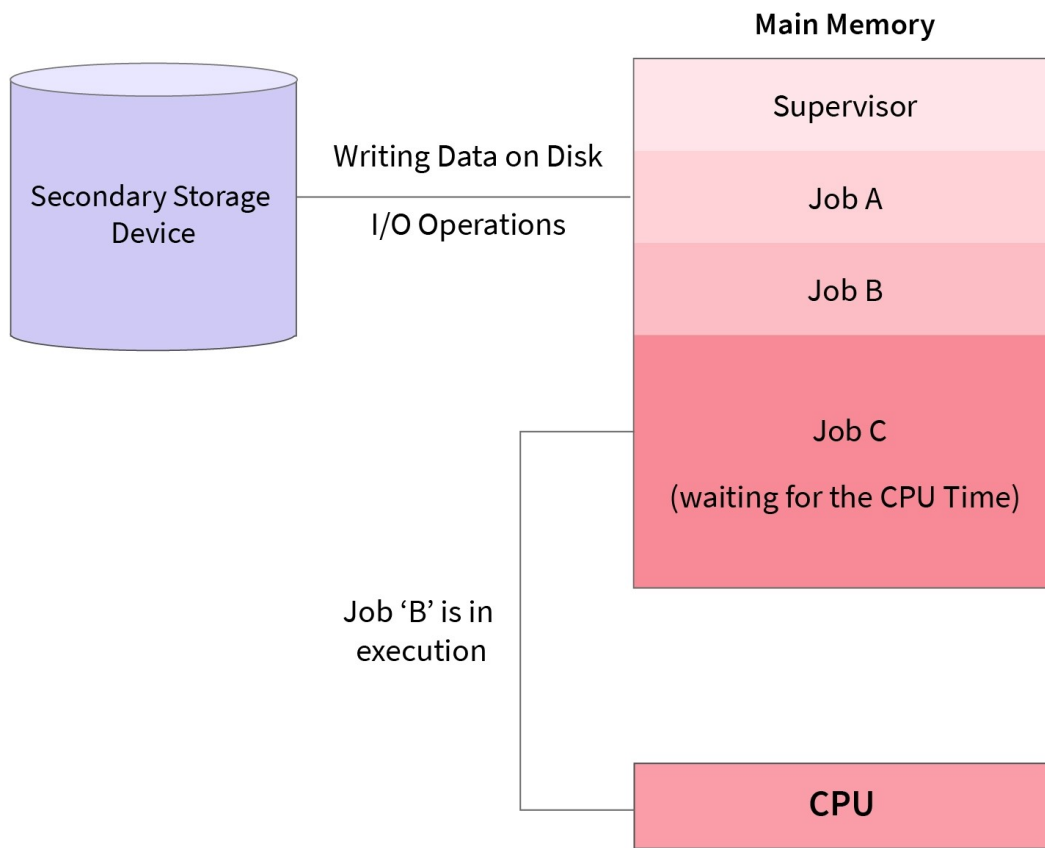 Main Memory
Supervisor
Writing Data on Disk
Secondary Storage
Device
I/O Operations
Job A
Job B
Job C
(waiting for the CPU Time)
Job ‘B’ is in
execution
CPU